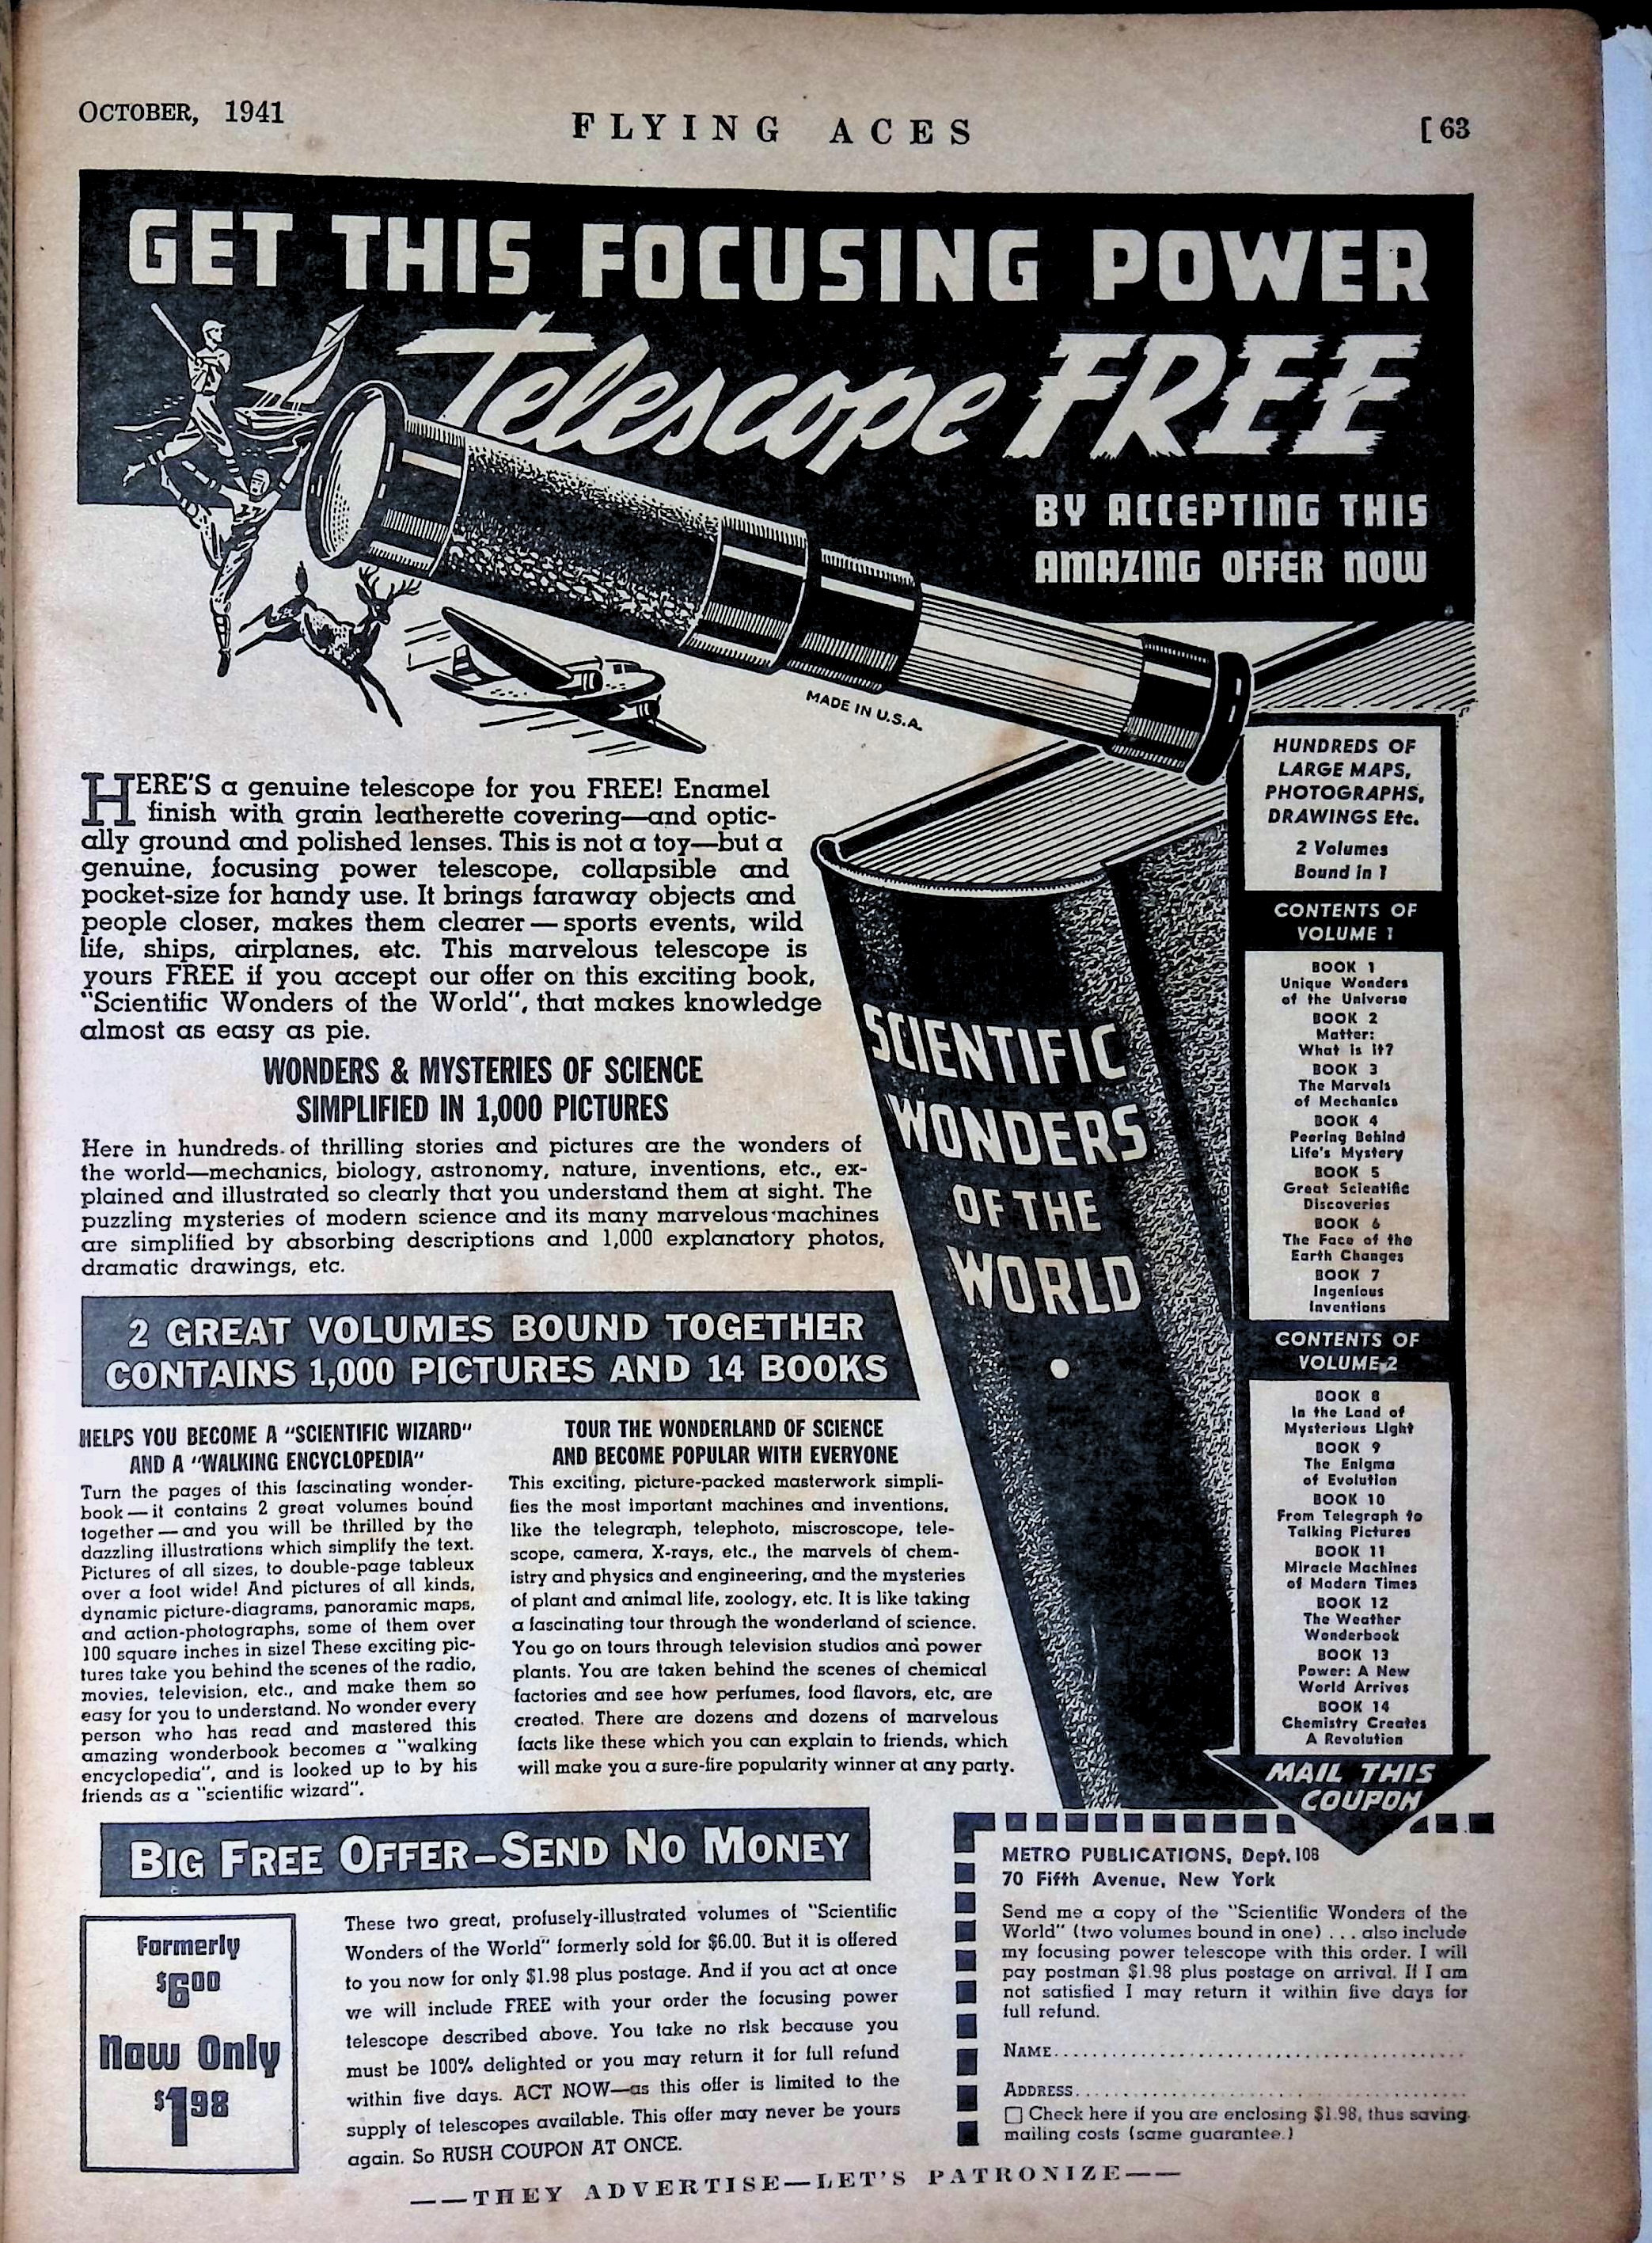 OCTOBER, 1941
FLYING ACES
[ 63
GET THIS FOCUSING POWER
Telescope FREE
BY ACCEPTING THIS
AMAZING OFFER NOW
MADE IN U.S.A.
HERE'S a genuine telescope for you FREE! Enamel
finish with grain leatherette covering—and optic-
ally ground and polished lenses. This is not a toy—but a
genuine, focusing power telescope, collapsible and
pocket-size for handy use. It brings faraway objects and
people closer, makes them clearer — sports events, wild
life, ships, airplanes, etc. This marvelous telescope is
yours FREE if you accept our offer on this exciting book,
"Scientific Wonders of the World", that makes knowledge
almost as easy as pie.
WONDERS & MYSTERIES OF SCIENCE
SIMPLIFIED IN 1,000 PICTURES
Here in hundreds of thrilling stories and pictures are the wonders of
the world—mechanics, biology, astronomy, nature, inventions, etc., ex-
plained and illustrated so clearly that you understand them at sight. The
puzzling mysteries of modern science and its many marvelous machines
are simplified by absorbing descriptions and 1,000 explanatory photos,
dramatic drawings, etc.
2 GREAT VOLUMES BOUND TOGETHER
CONTAINS 1,000 PICTURES AND 14 BOOKS
HELPS YOU BECOME A "SCIENTIFIC WIZARD"
AND A "WALKING ENCYCLOPEDIA"
Turn the pages of this fascinating wonder-
book — it contains 2 great volumes bound
together — and you will be thrilled by the
dazzling illustrations which simplify the text.
Pictures of all sizes, to double-page tableux
over a foot wide! And pictures of all kinds,
dynamic picture-diagrams, panoramic maps,
and action-photographs, some of them over
100 square inches in size! These exciting pic-
tures take you behind the scenes of the radio,
movies, television, etc., and make them so
easy for you to understand. No wonder every
person who has read and mastered this
amazing wonderbook becomes a "walking
encyclopedia", and is looked up to by his
friends as a "scientific wizard".
TOUR THE WONDERLAND OF SCIENCE
AND BECOME POPULAR WITH EVERYONE
This exciting, picture-packed masterwork simpli-
fies the most important machines and inventions,
like the telegraph, telephoto, miscroscope, tele-
scope, camera, X-rays, etc., the marvels of chem-
istry and physics and engineering, and the mysteries
of plant and animal life, zoology, etc. It is like taking
a fascinating tour through the wonderland of science.
You go on tours through television studios and power
plants. You are taken behind the scenes of chemical
factories and see how perfumes, food flavors, etc, are
created. There are dozens and dozens of marvelous
facts like these which you can explain to friends, which
will make you a sure-fire popularity winner at any party.
SCIENTIFIC
WONDERS
OF THE
WORLD
HUNDREDS OF
LARGE MAPS,
PHOTOGRAPHS,
DRAWINGS Etc.
2 Volumes
Bound in 1
CONTENTS OF
VOLUME 1
BOOK 1
Unique Wonders
of the Universe
BOOK 2
Matter:
What is it?
BOOK 3
The Marvels
of Mechanics
BOOK 4
Peering Behind
Life's Mystery
BOOK 5
Great Scientific
Discoveries
BOOK 6
The Face of the
Earth Changes
BOOK 7
Ingenious
Inventions
CONTENTS OF
VOLUME 2
BOOK 8
In the Land of
Mysterious Light
BOOK 9
The Enigma
of Evolution
BOOK 10
From Telegraph to
Talking Pictures
BOOK 11
Miracle Machines
of Modern Times
BOOK 12
The Weather
Wonderbook
BOOK 13
Power: A New
World Arrives
BOOK 14
Chemistry Creates
A Revolution
MAIL THIS
COUPON
BIG FREE OFFER–SEND NO MONEY
Formerly
$6.00
Now Only
$1.98
These two great, profusely-illustrated volumes of "Scientific
Wonders of the World" formerly sold for $6.00. But it is offered
to you now for only $1.98 plus postage. And if you act at once
we will include FREE with your order the focusing power
telescope described above. You take no risk because you
must be 100% delighted or you may return it for full refund
within five days. ACT NOW—as this offer is limited to the
supply of telescopes available. This offer may never be yours
again. So RUSH COUPON AT ONCE.
METRO PUBLICATIONS, Dept. 108
70 Fifth Avenue, New York
Send me a copy of the "Scientific Wonders of the
World" (two volumes bound in one) . . . also include
my focusing power telescope with this order. I will
pay postman $1.98 plus postage on arrival. If I am
not satisfied I may return it within five days for
full refund.
NAME
ADDRESS
Check here if you are enclosing $1.98, thus saving
mailing costs (same guarantee.)
——THEY ADVERTISE—LET'S PATRONIZE——